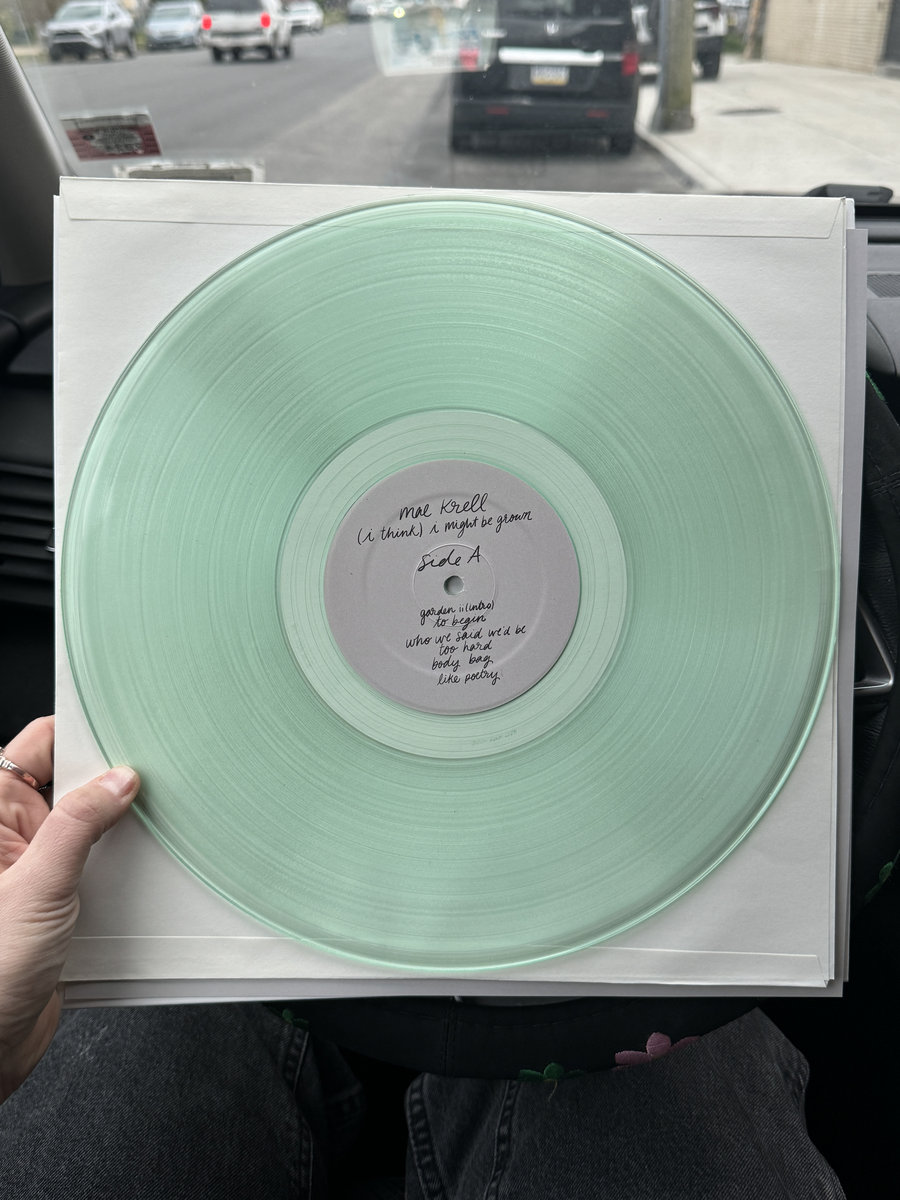 mae krell
(i think) i might be grown
side A
garden ii (intro)
to begin
who we said we'd be
too hard
body bag
like poetry